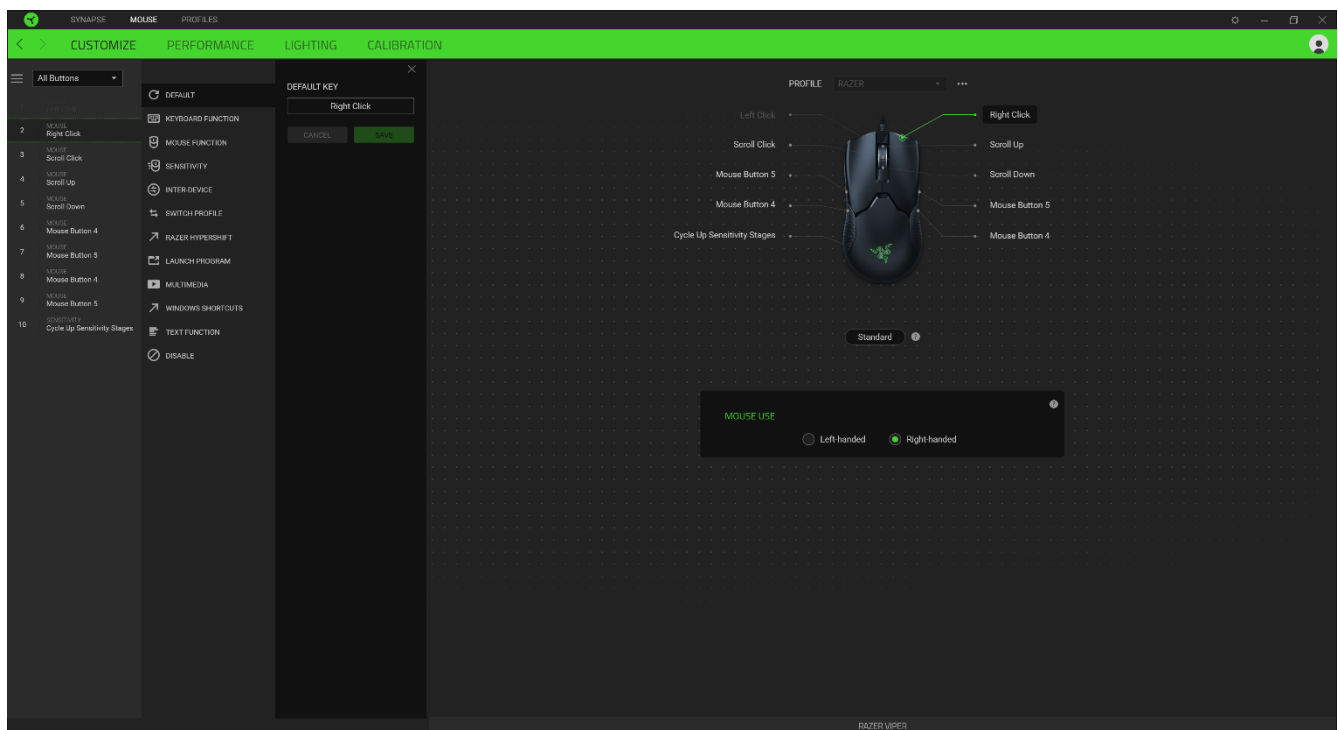 SYNAPSE MOUSE PROFILES
CUSTOMIZE PERFORMANCE LIGHTING CALIBRATION
All Buttons
1
2 MOUSE
Right Click
3 MOUSE
Scroll Click
4 MOUSE
Scroll Up
5 MOUSE
Scroll Down
6 MOUSE
Mouse Button 4
7 MOUSE
Mouse Button 5
8 MOUSE
Mouse Button 4
9 MOUSE
Mouse Button 5
10 SENSITIVITY
Cycle Up Sensitivity Stages
DEFAULT
KEYBOARD FUNCTION
MOUSE FUNCTION
SENSITIVITY
INTER-DEVICE
SWITCH PROFILE
RAZER HYPERSHIFT
LAUNCH PROGRAM
MULTIMEDIA
WINDOWS SHORTCUTS
TEXT FUNCTION
DISABLE
DEFAULT KEY
Right Click
CANCEL SAVE
PROFILE RAZER
Left Click
Scroll Click
Mouse Button 5
Mouse Button 4
Cycle Up Sensitivity Stages
Right Click
Scroll Up
Scroll Down
Mouse Button 5
Mouse Button 4
Standard
?
MOUSE USE
?
Left-handed Right-handed
RAZER VIPER